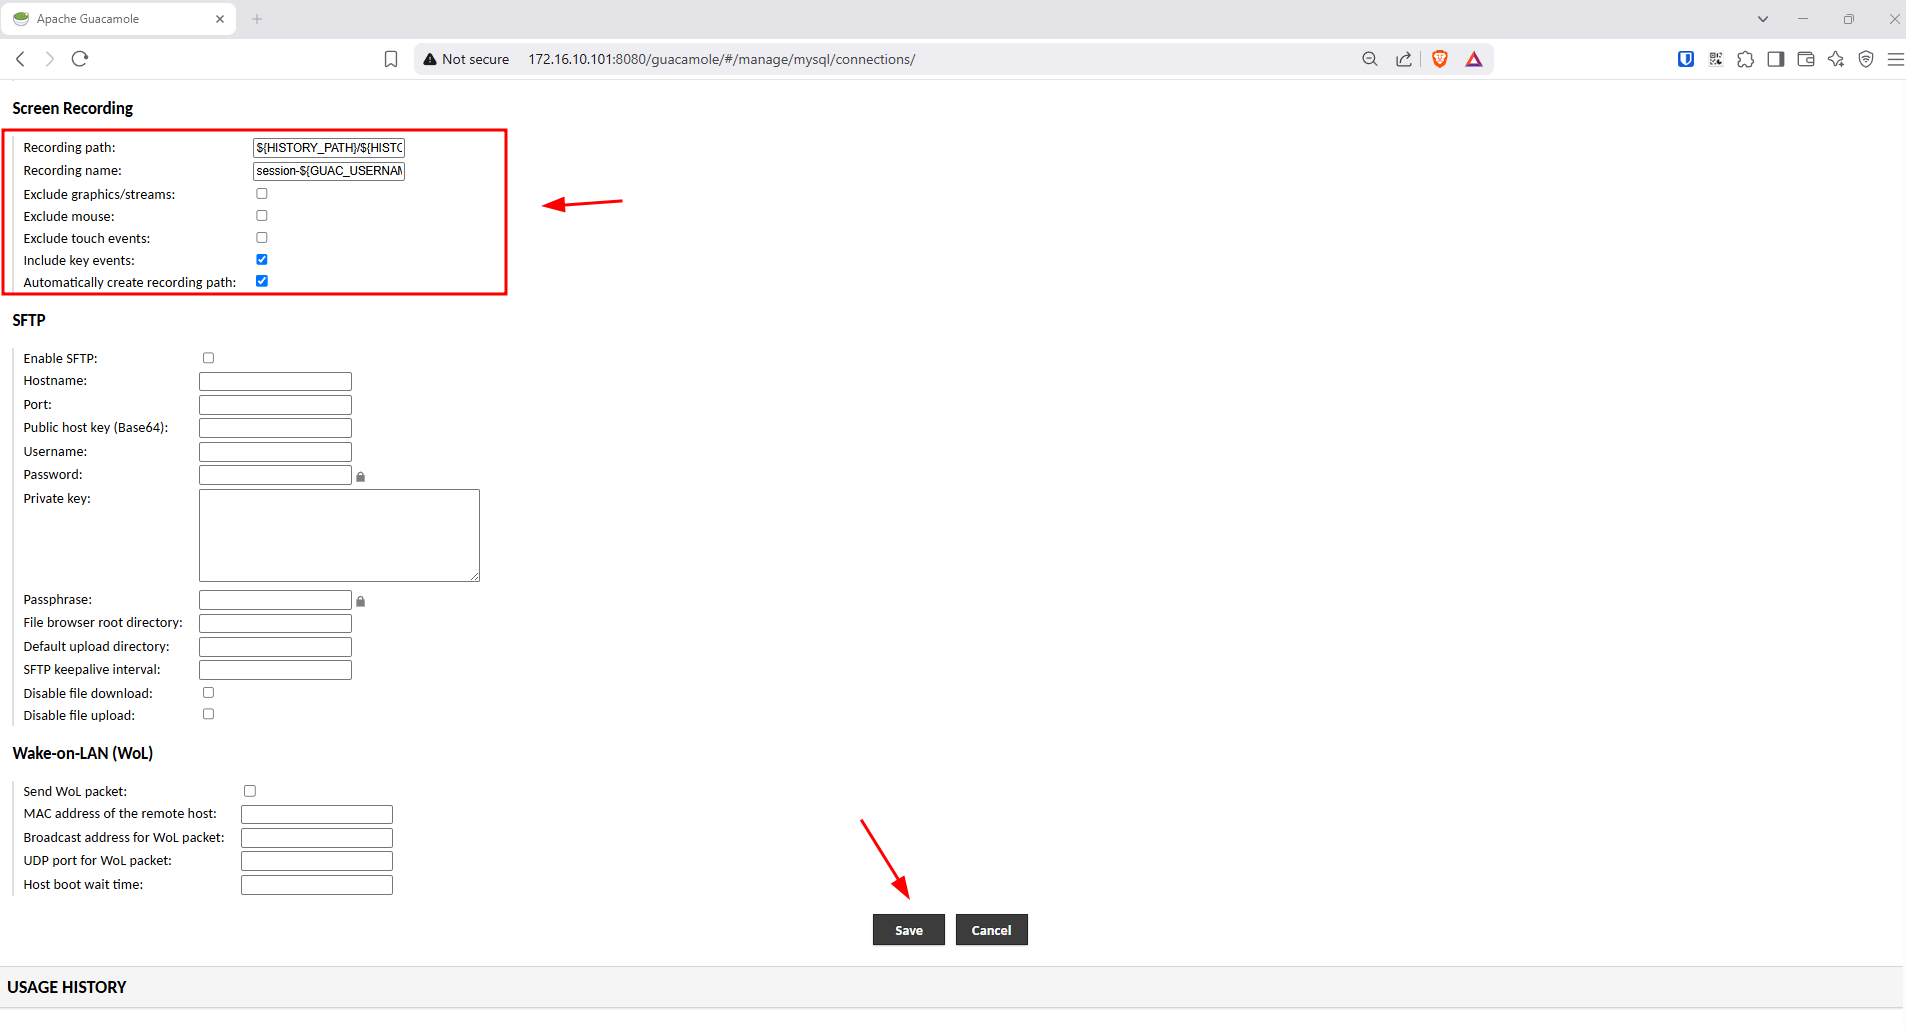 Apache Guacamole
Not secure 172.16.10.101:8080/guacamole/#/manage/mysql/connections/
Screen Recording
Recording path: ${HISTORY_PATH}/${HISTO
Recording name: session-${GUAC_USERNAM
Exclude graphics/streams:
Exclude mouse:
Exclude touch events:
Include key events:
Automatically create recording path:
SFTP
Enable SFTP:
Hostname:
Port:
Public host key (Base64):
Username:
Password:
Private key:
Passphrase:
File browser root directory:
Default upload directory:
SFTP keepalive interval:
Disable file download:
Disable file upload:
Wake-on-LAN (WoL)
Send WoL packet:
MAC address of the remote host:
Broadcast address for WoL packet:
UDP port for WoL packet:
Host boot wait time:
Save Cancel
USAGE HISTORY